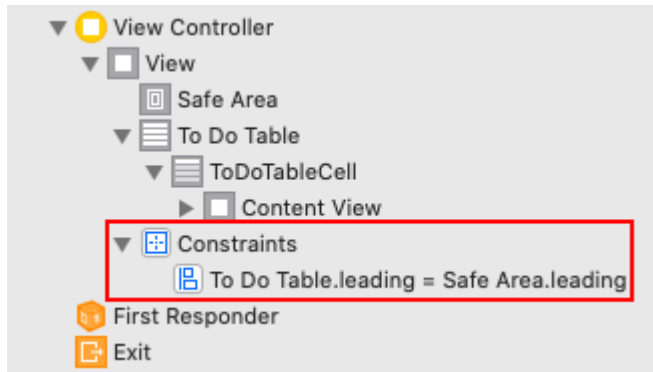 View Controller
View
Safe Area
To Do Table
ToDoTableCell
Content View
Constraints
To Do Table.leading = Safe Area.leading
First Responder
Exit